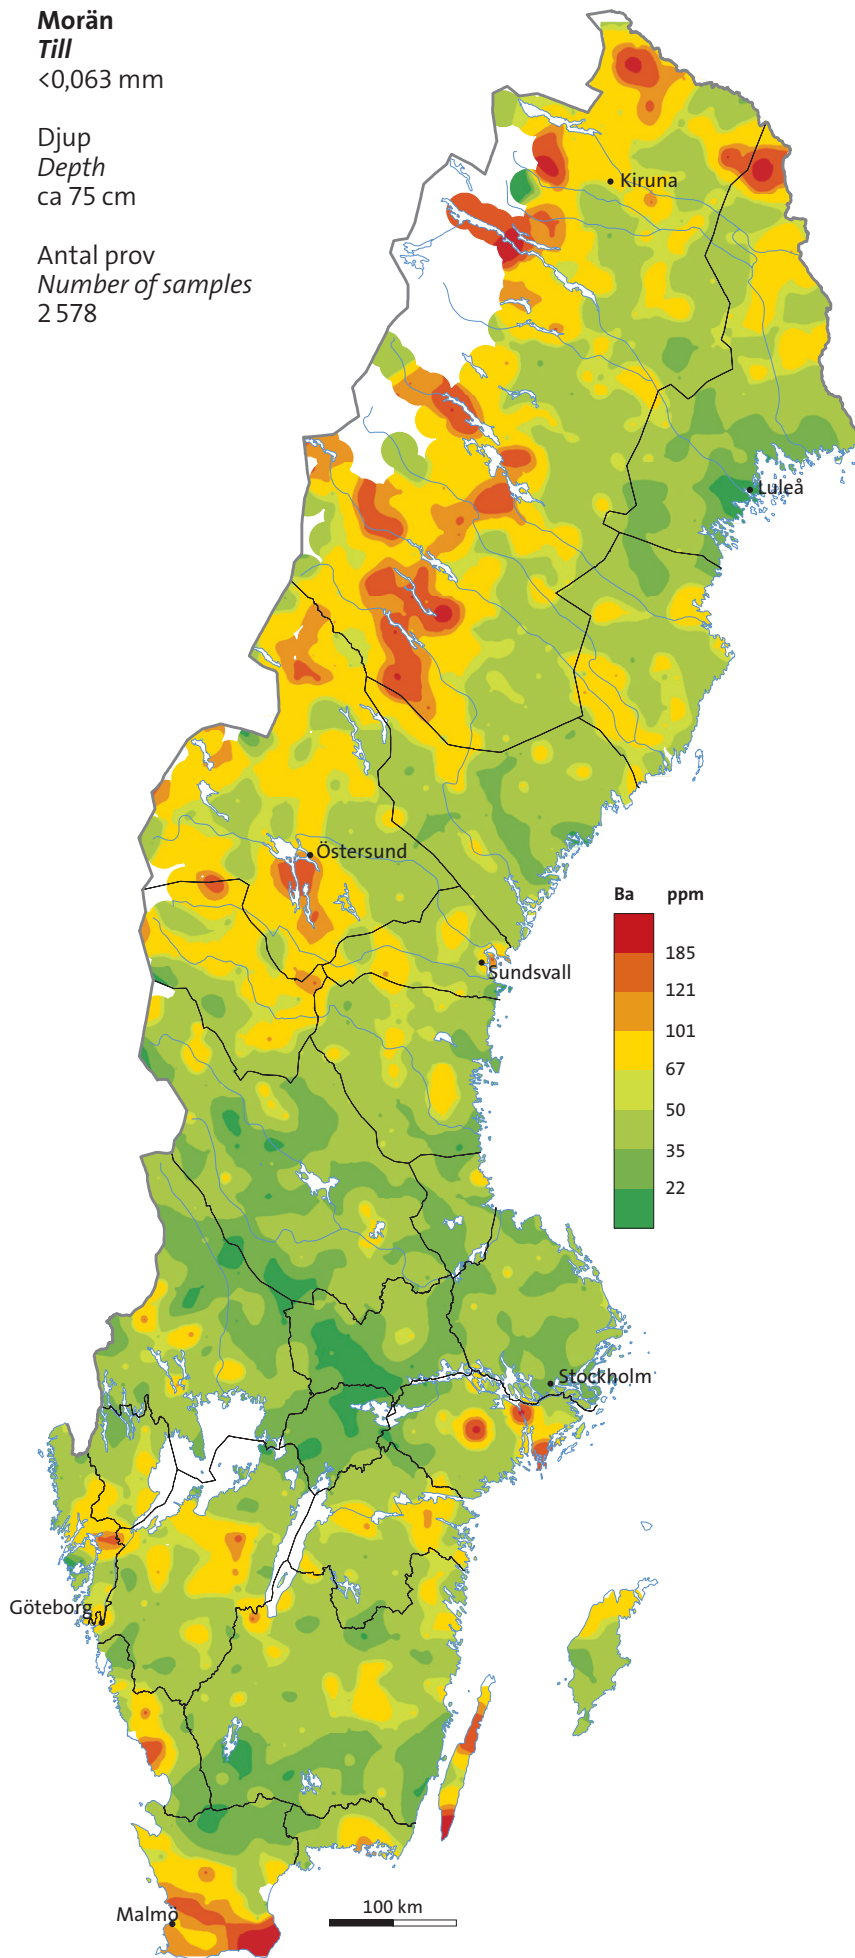 Morän
Till
<0,063 mm
Djup
Depth
ca 75 cm
Antal prov
Number of samples
2 578
Kiruna
Luleå
Östersund
Sundsvall
Ba ppm
185
121
101
67
50
35
22
Stockholm
Göteborg
Malmö
100 km